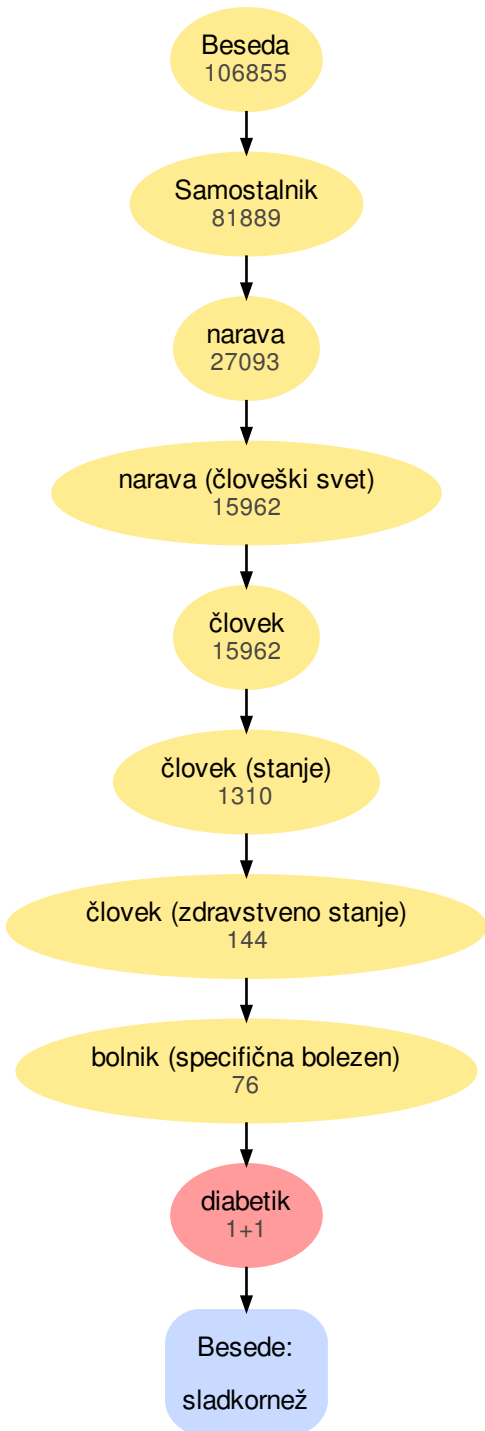 Beseda
106855
Samostalnik
81889
narava
27093
narava (človeški svet)
15962
človek
15962
človek (stanje)
1310
človek (zdravstveno stanje)
144
bolnik (specifična bolezen)
76
diabetik
1+1
Besede:
sladkornež